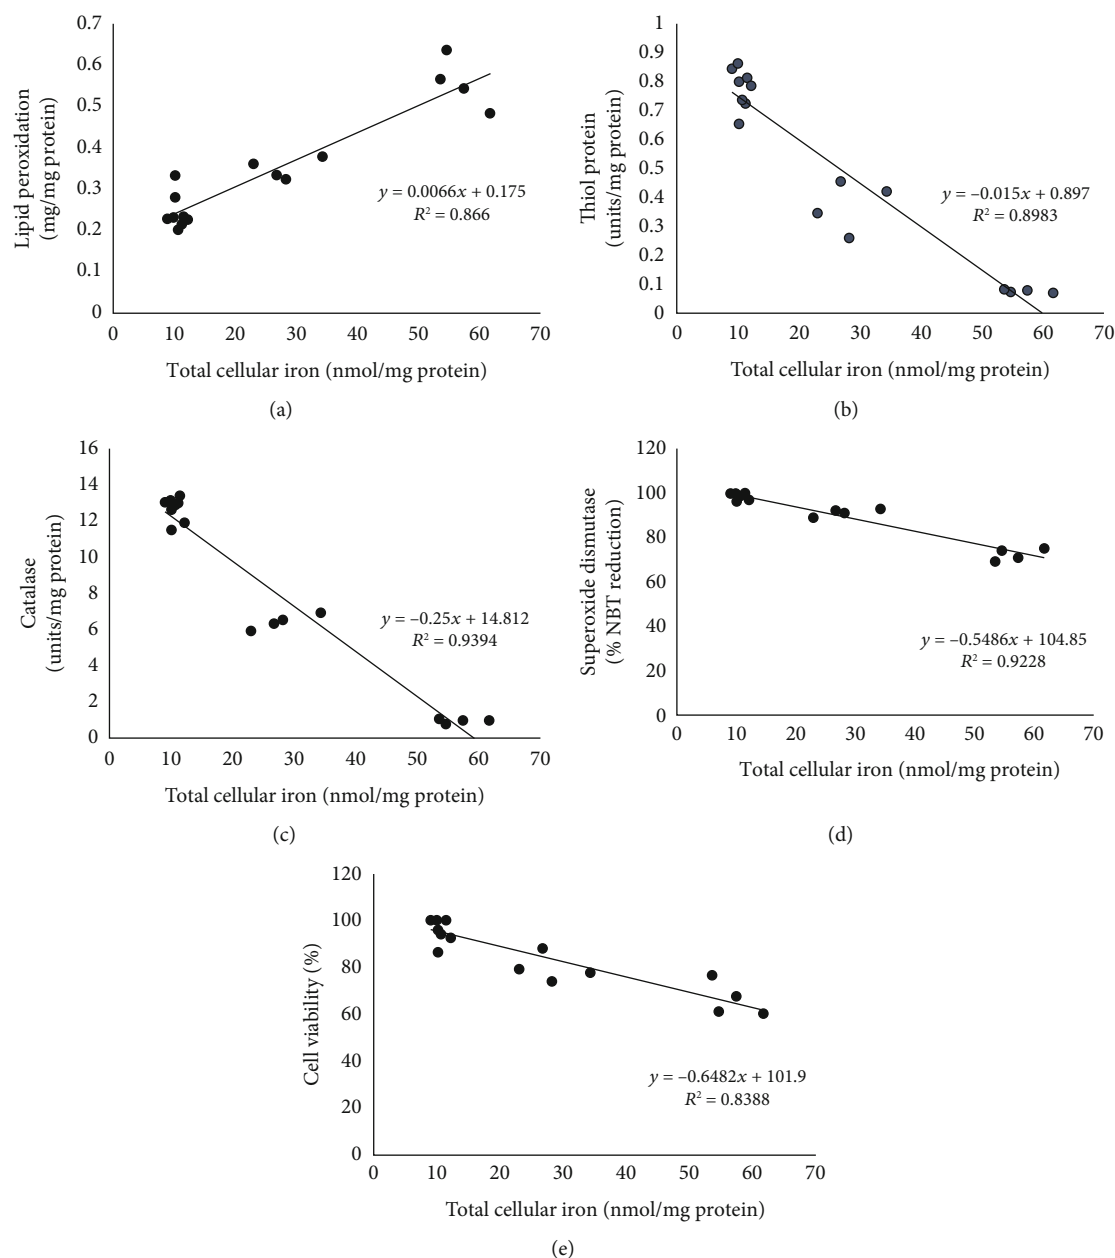 0.7
0.6
0.5
0.4
0.3
0.2
0.1
0
0 10 20 30 40 50 60 70
Lipid peroxidation
(mg/mg protein)
y = 0.0066x + 0.175
R² = 0.866
Total cellular iron (nmol/mg protein)
(a)
1
0.9
0.8
0.7
0.6
0.5
0.4
0.3
0.2
0.1
0
0 10 20 30 40 50 60 70
Thiol protein
(units/mg protein)
y = –0.015x + 0.897
R² = 0.8983
Total cellular iron (nmol/mg protein)
(b)
16
14
12
10
8
6
4
2
0
0 10 20 30 40 50 60 70
Catalase
(units/mg protein)
y = –0.25x + 14.812
R² = 0.9394
Total cellular iron (nmol/mg protein)
(c)
120
100
80
60
40
20
0
0 10 20 30 40 50 60 70
Superoxide dismutase
(% NBT reduction)
y = –0.5486x + 104.85
R² = 0.9228
Total cellular iron (nmol/mg protein)
(d)
120
100
80
60
40
20
0
0 10 20 30 40 50 60 70
Cell viability (%)
y = –0.6482x + 101.9
R² = 0.8388
Total cellular iron (nmol/mg protein)
(e)